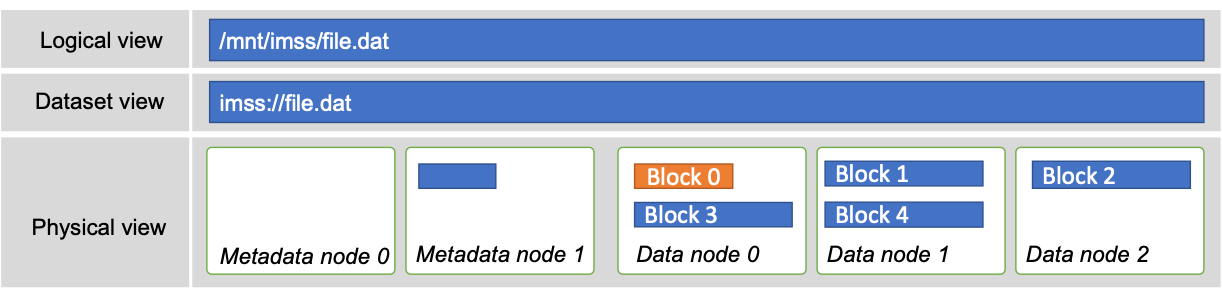 Logical view
/mnt/imss/file.dat
Dataset view
imss://file.dat
Physical view
Metadata node 0
Metadata node 1
Block 0
Block 3
Data node 0
Block 1
Block 4
Data node 1
Block 2
Data node 2